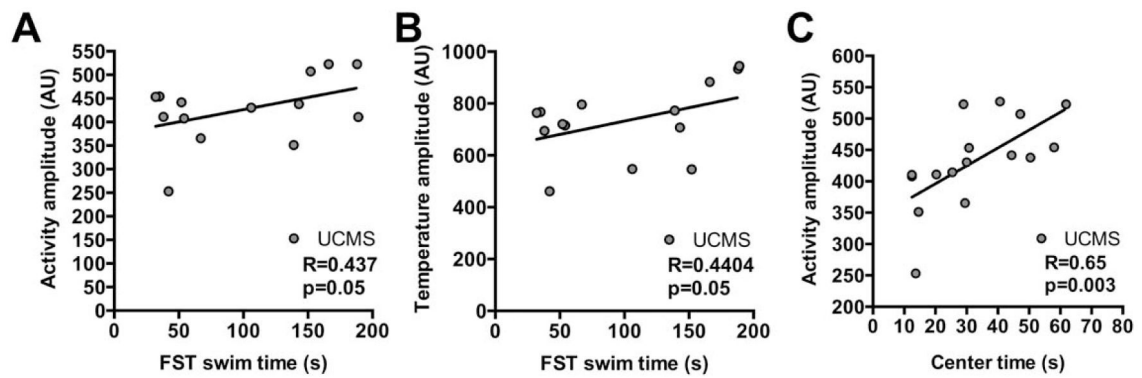 A
Activity amplitude (AU)
550
500
450
400
350
300
250
200
150
100
50
0
0 50 100 150 200
FST swim time (s)
UCMS
R=0.437
p=0.05
B
Temperature amplitude (AU)
1000
800
600
400
200
0
0 50 100 150 200
FST swim time (s)
UCMS
R=0.4404
p=0.05
C
Activity amplitude (AU)
600
550
500
450
400
350
300
250
200
0 10 20 30 40 50 60 70 80
Center time (s)
UCMS
R=0.65
p=0.003